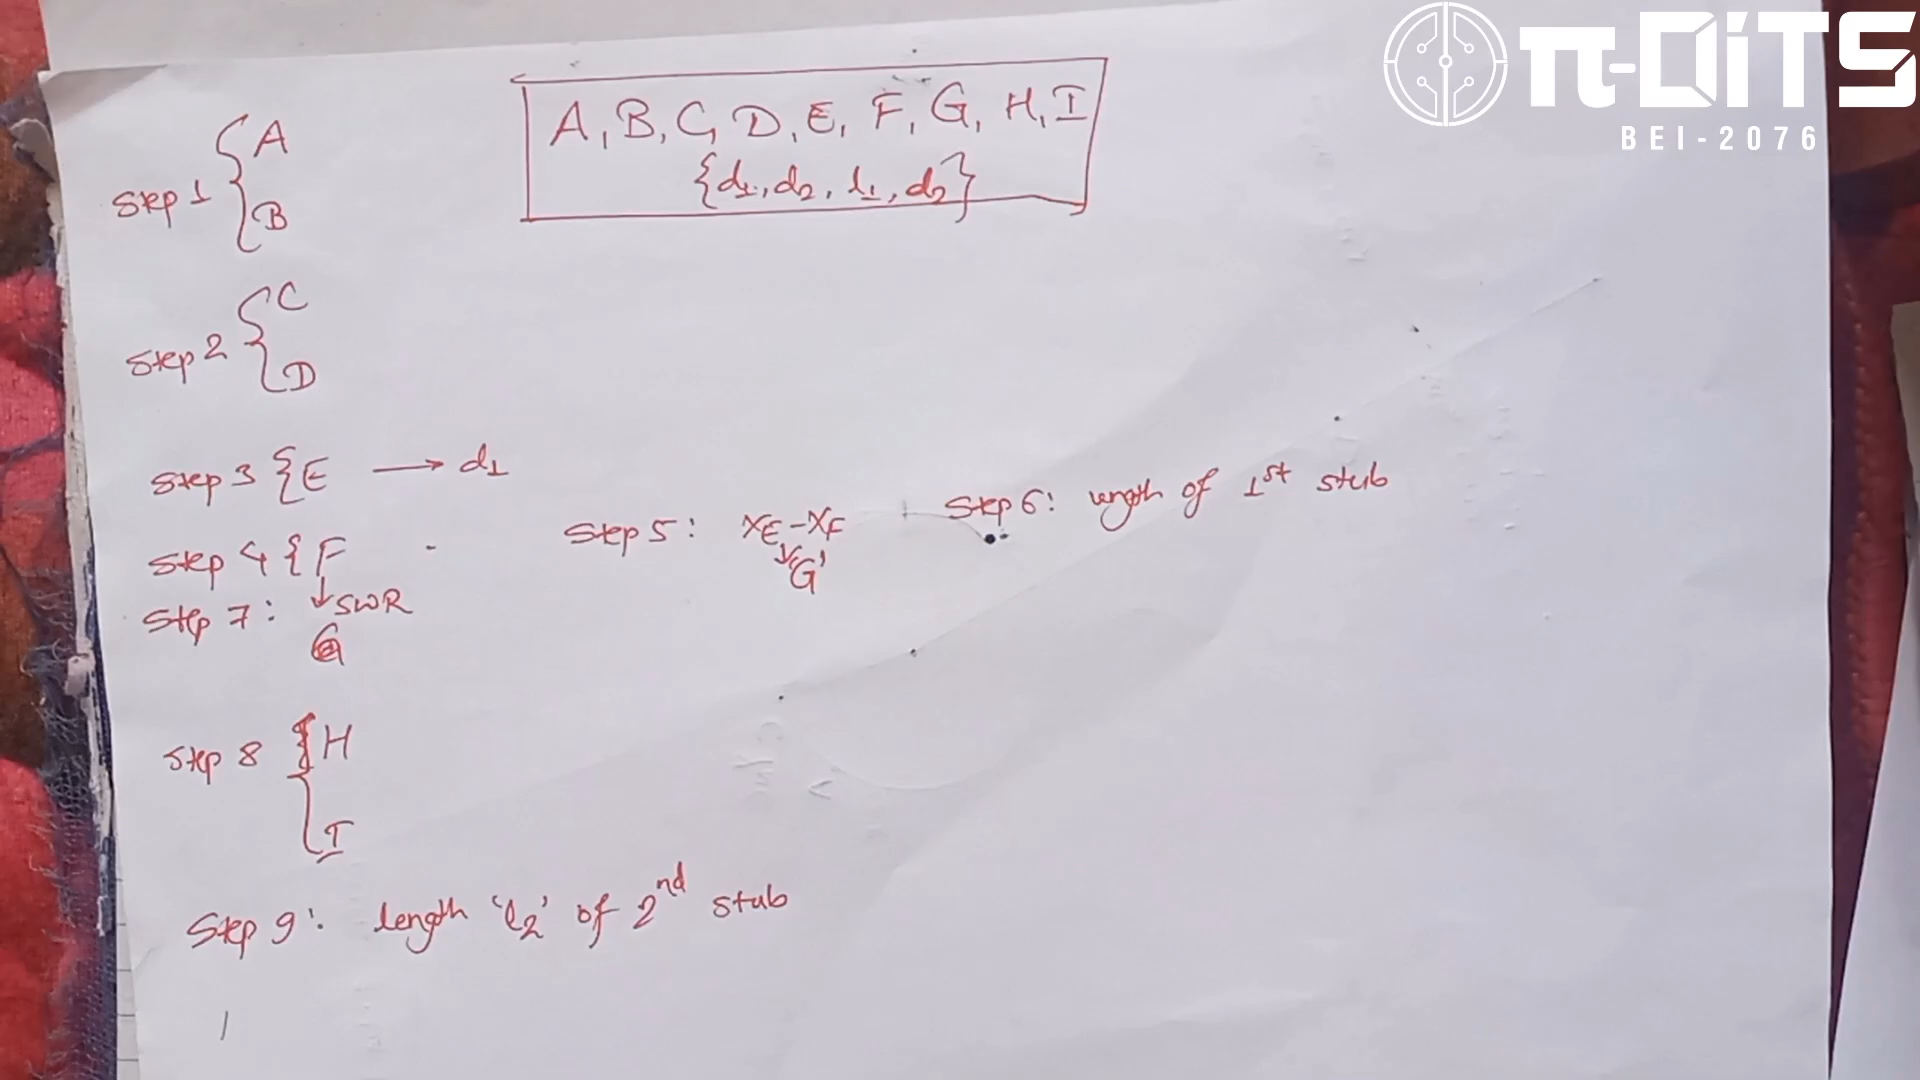 π-DiTS
BEI-2076
A, B, C, D, E, F, G, H, I
{d1, d2, l1, d2}
Step 1 { A
B
Step 2 { C
D
Step 3 { E → d1
Step 4 { F
Step 5: XE - XF
G'
Step 6: length of 1st stub
Step 7: ↓ SWR
G
Step 8 { H
I
Step 9: length 'l2' of 2nd stub